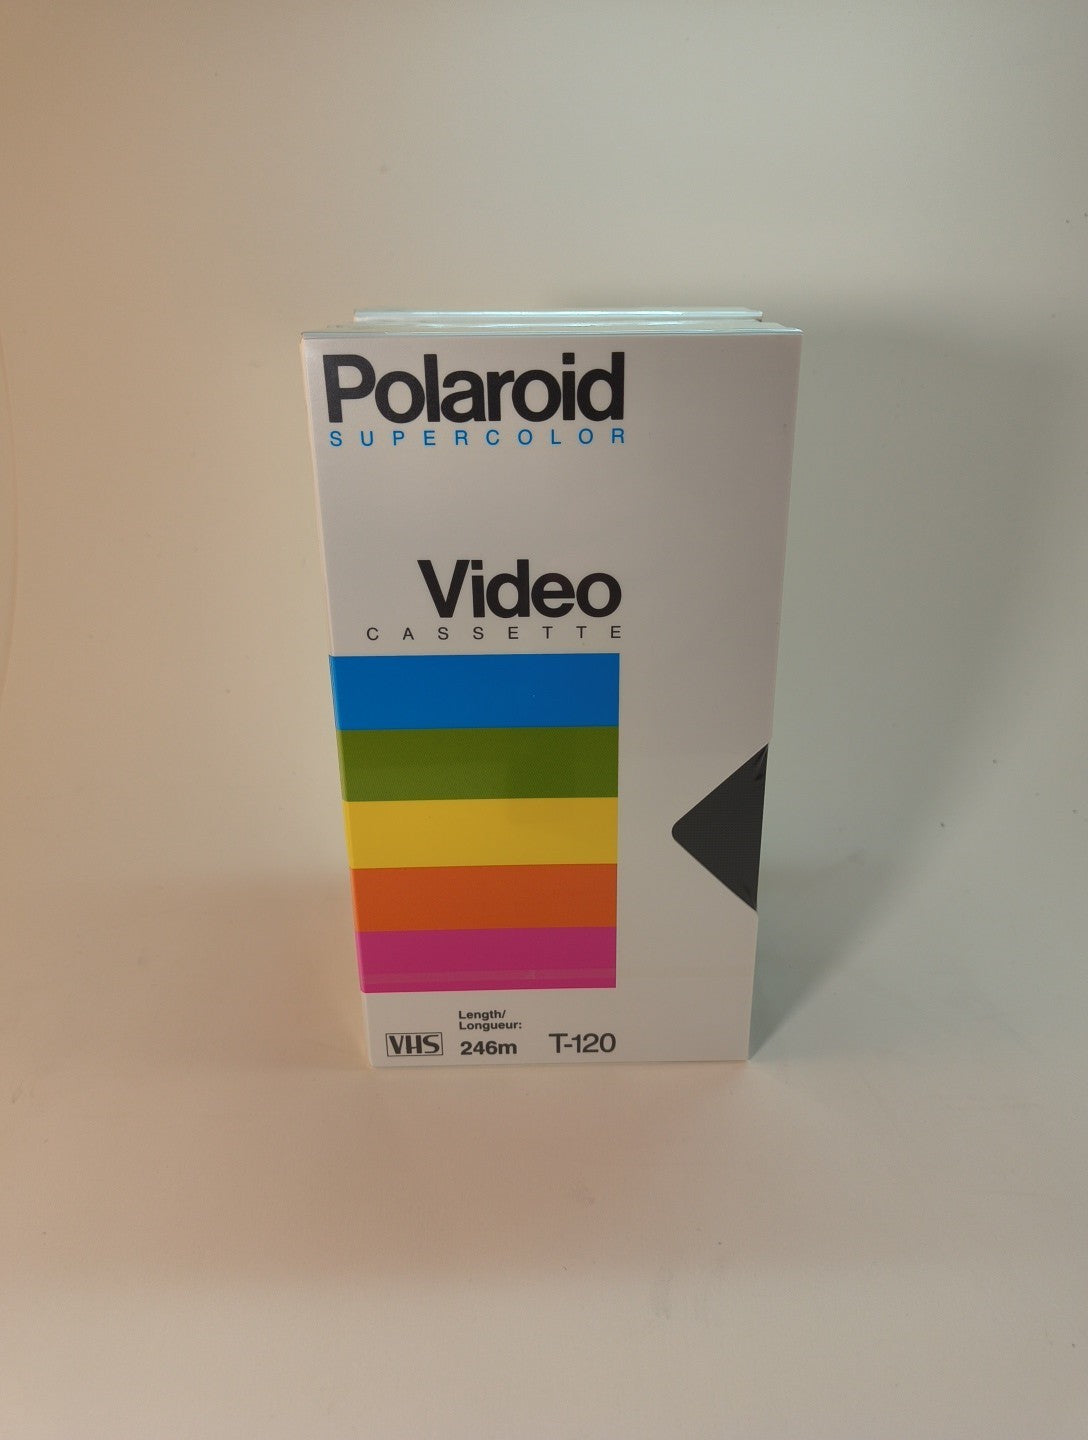 Polaroid
SUPERCOLOR
Video
CASSETTE
Length/
Longueur:
VHS 246m T-120